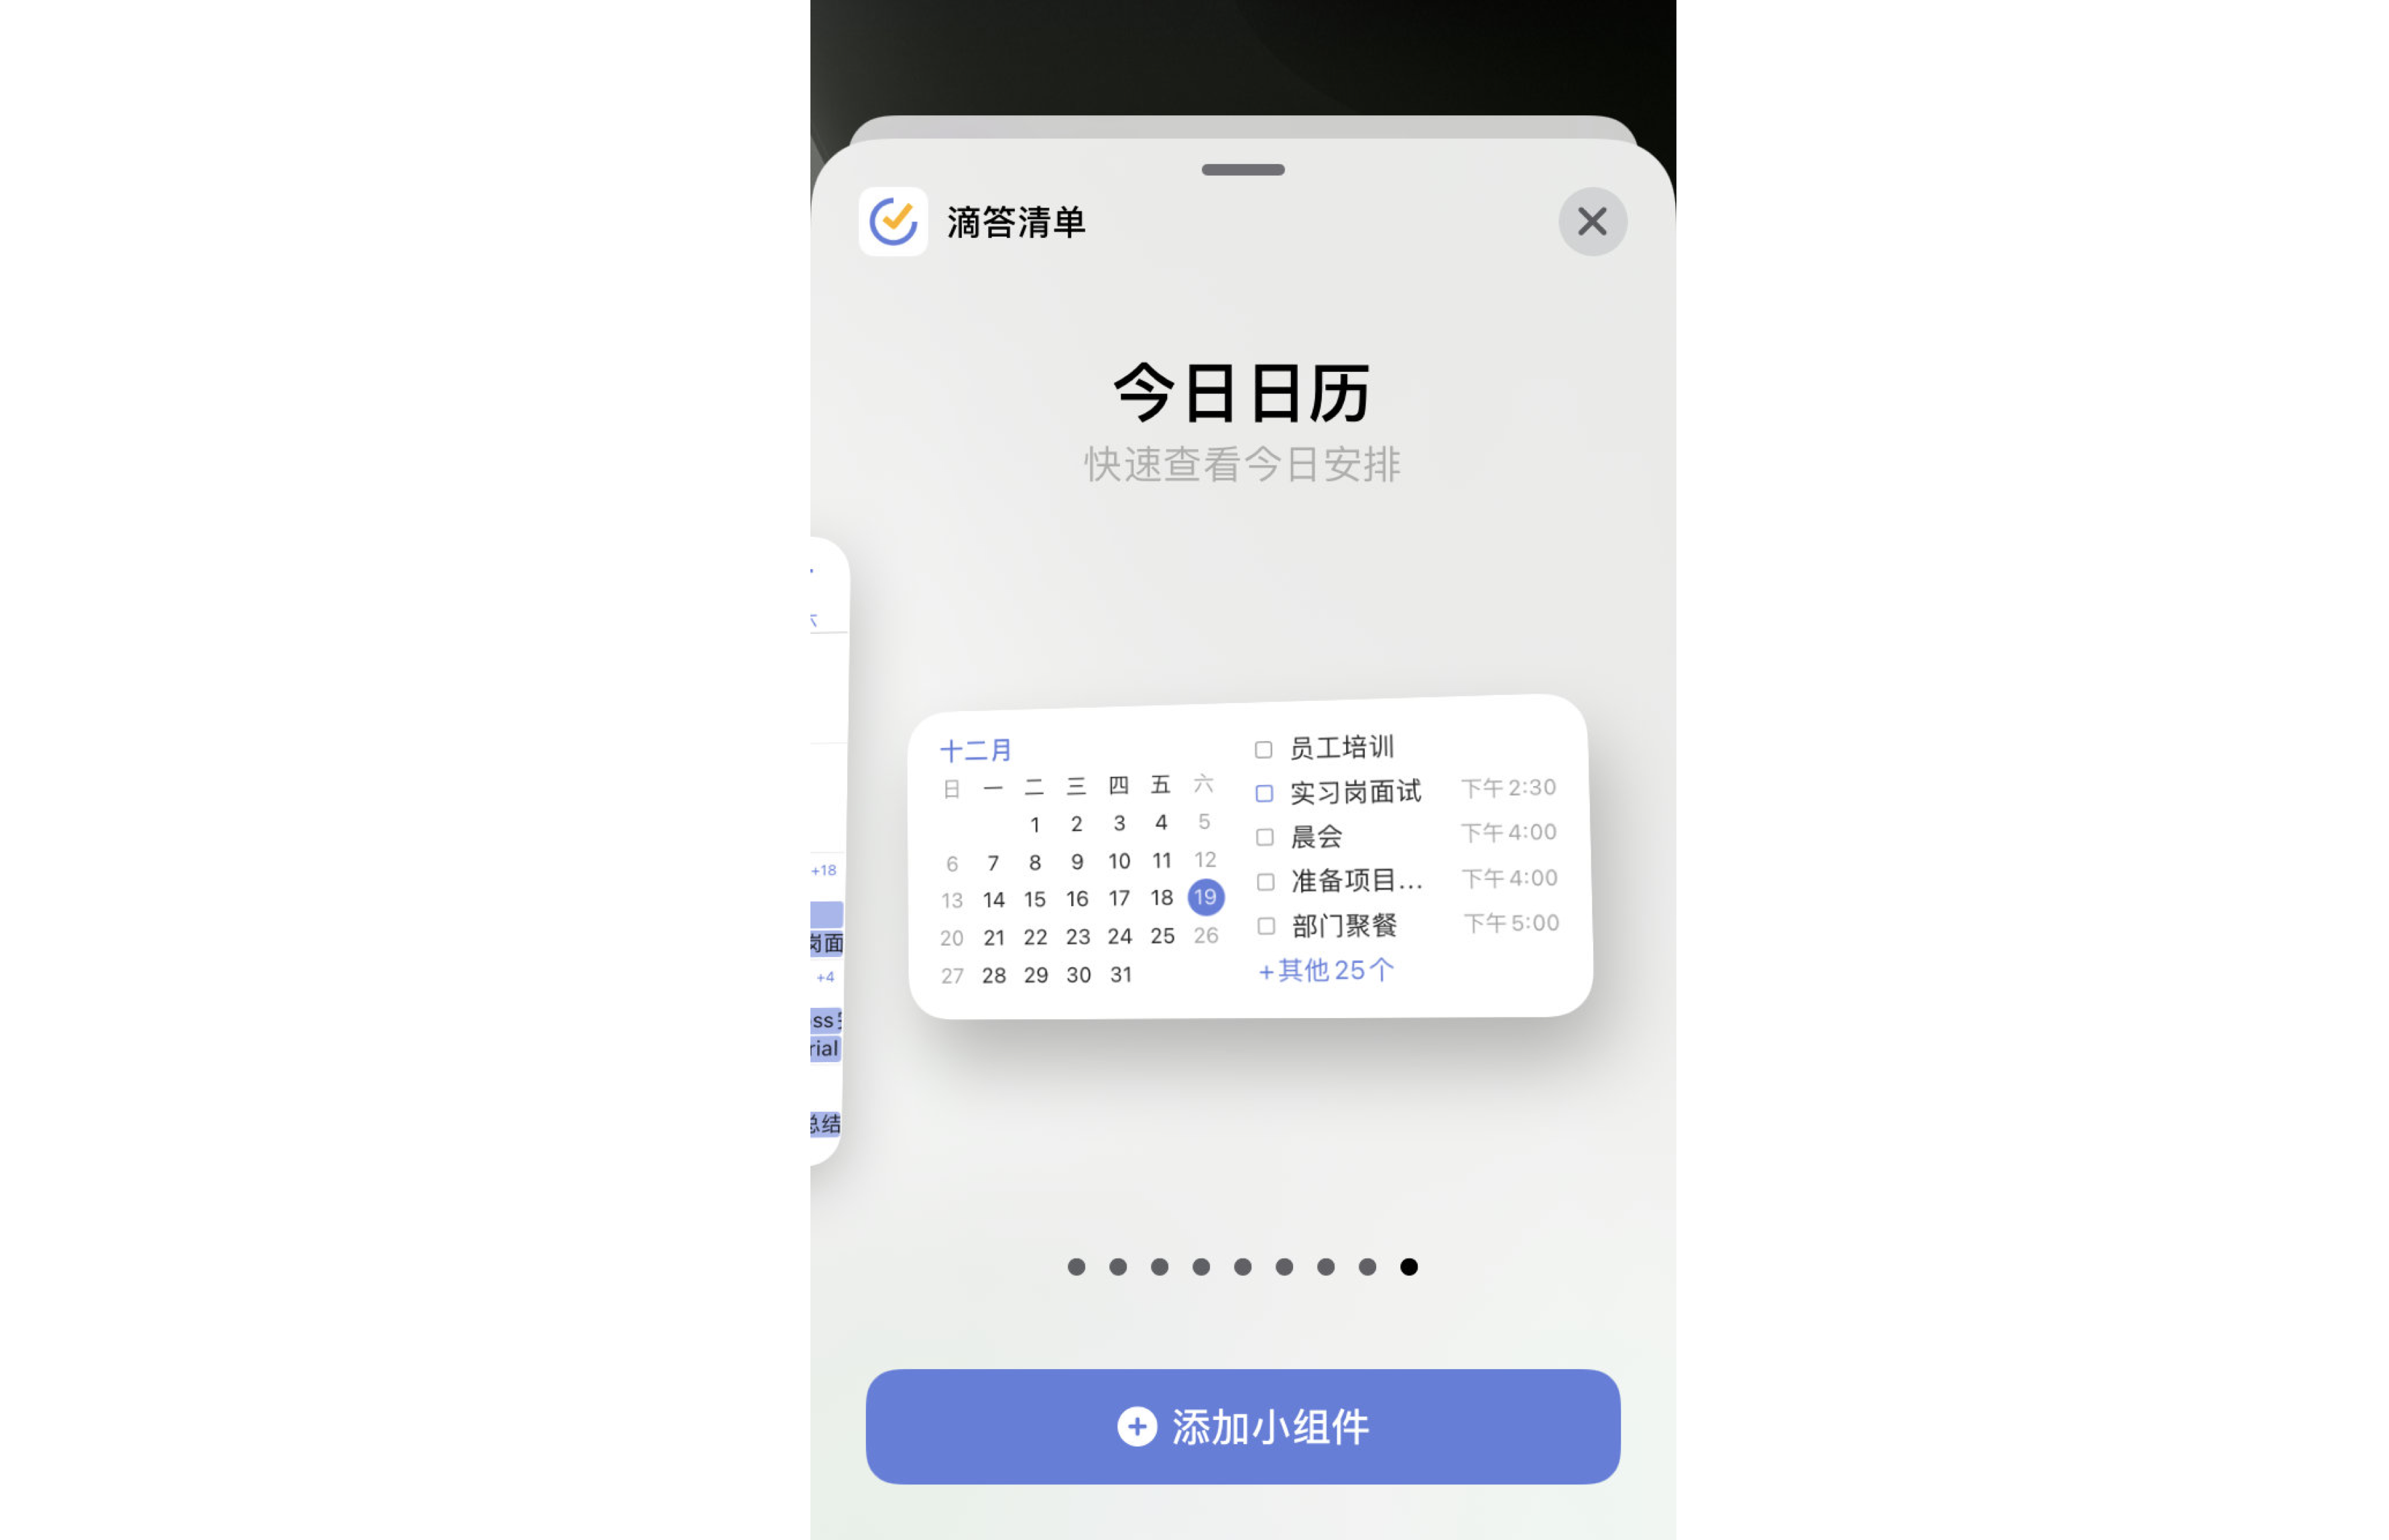 滴答清单
今日日历
快速查看今日安排
六
+18
岗面
+4
ss
rial
总结
十二月
日 一 二 三 四 五 六
1 2 3 4 5
6 7 8 9 10 11 12
13 14 15 16 17 18 19
20 21 22 23 24 25 26
27 28 29 30 31
员工培训
实习岗面试 下午2:30
晨会 下午4:00
准备项目... 下午4:00
部门聚餐 下午5:00
+其他25个
添加小组件